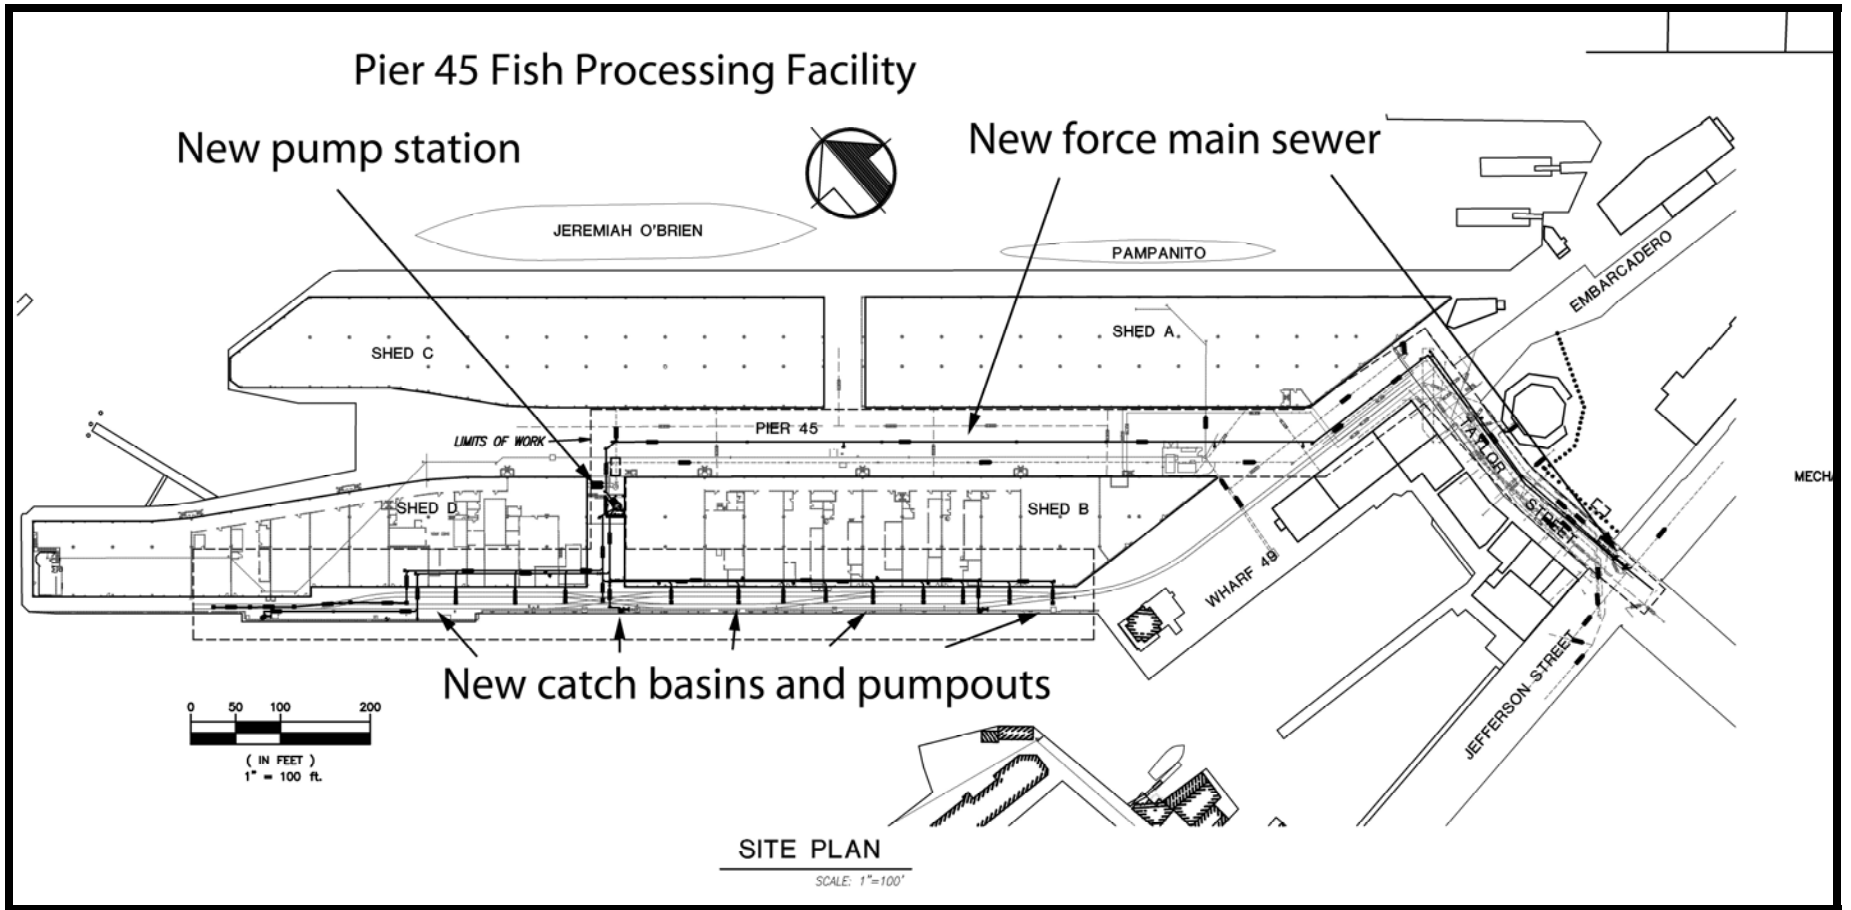 Pier 45 Fish Processing Facility
New pump station
New force main sewer
JEREMIAH O'BRIEN
PAMPANITO
EMBARCADERO
SHED C
SHED A
LIMITS OF WORK
PIER 45
TAYLOR STREET
MECHA
SHED D
SHED B
WHARF 49
JEFFERSON STREET
New catch basins and pumpouts
0 50 100 200
( IN FEET )
1" = 100 ft.
SITE PLAN
SCALE: 1"=100'